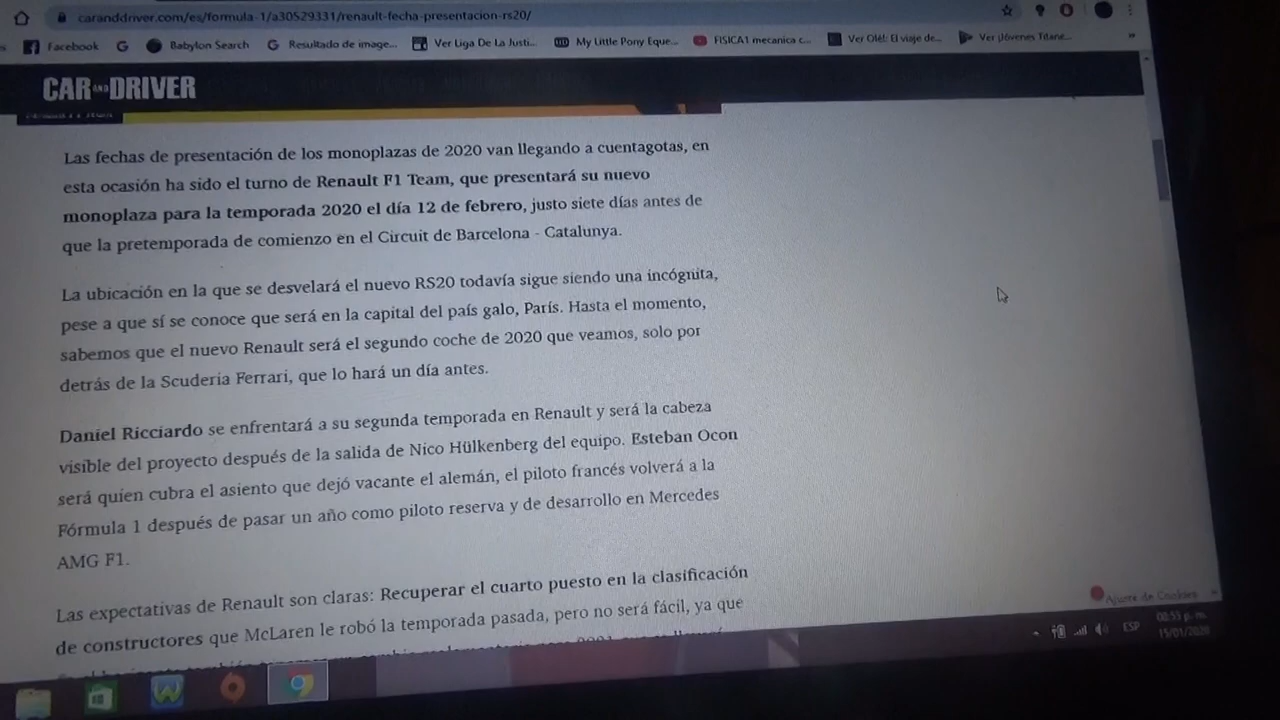 caranddriver.com/es/formula-1/a30529331/renault-fecha-presentacion-rs20/
Facebook
Babylon Search
Resultado de image...
Ver Liga De La Justi...
My Little Pony Eque...
FISICA1 mecanica c...
Ver Olé!: El viaje de...
Ver ¡Jóvenes Titane...
CAR AND DRIVER
Las fechas de presentación de los monoplazas de 2020 van llegando a cuentagotas, en
esta ocasión ha sido el turno de Renault F1 Team, que presentará su nuevo
monoplaza para la temporada 2020 el día 12 de febrero, justo siete días antes de
que la pretemporada de comienzo en el Circuit de Barcelona - Catalunya.
La ubicación en la que se desvelará el nuevo RS20 todavía sigue siendo una incógnita,
pese a que sí se conoce que será en la capital del país galo, París. Hasta el momento,
sabemos que el nuevo Renault será el segundo coche de 2020 que veamos, solo por
detrás de la Scuderia Ferrari, que lo hará un día antes.
Daniel Ricciardo se enfrentará a su segunda temporada en Renault y será la cabeza
visible del proyecto después de la salida de Nico Hülkenberg del equipo. Esteban Ocon
será quien cubra el asiento que dejó vacante el alemán, el piloto francés volverá a la
Fórmula 1 después de pasar un año como piloto reserva y de desarrollo en Mercedes
AMG F1.
Las expectativas de Renault son claras: Recuperar el cuarto puesto en la clasificación
de constructores que McLaren le robó la temporada pasada, pero no será fácil, ya que
Ajuste de Cookies
ESP
03:53 p. m.
15/01/2020